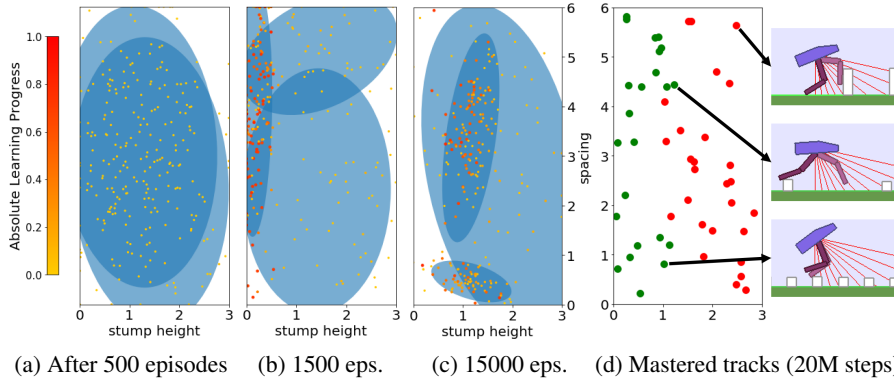 Absolute Learning Progress
1.0
0.8
0.6
0.4
0.2
0.0
0 1 2 3
stump height
0 1 2 3
stump height
0 1 2 3
stump height
6
5
4
3
2
1
0
spacing
6
5
4
3
2
1
0
0 1 2 3
stump height
(a) After 500 episodes (b) 1500 eps. (c) 15000 eps. (d) Mastered tracks (20M steps)